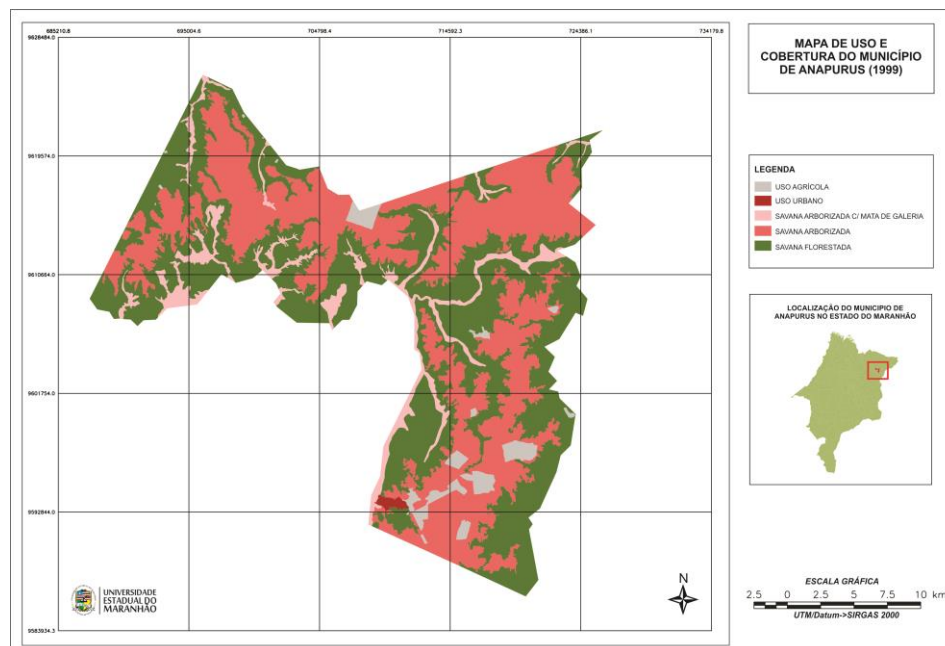 685210.8 695004.6 704798.4 714592.3 724386.1 734179.8
9628484.0
9619574.0
9610664.0
9601754.0
9592844.0
9583934.3
UNIVERSIDADE
ESTADUAL DO
MARANHÃO
N
MAPA DE USO E
COBERTURA DO MUNICÍPIO
DE ANAPURUS (1999)
LEGENDA
USO AGRÍCOLA
USO URBANO
SAVANA ARBORIZADA C/ MATA DE GALERIA
SAVANA ARBORIZADA
SAVANA FLORESTADA
LOCALIZAÇÃO DO MUNICIPIO DE
ANAPURUS NO ESTADO DO MARANHÃO
ESCALA GRÁFICA
2.5 0 2.5 5 7.5 10 km
UTM/Datum->SIRGAS 2000